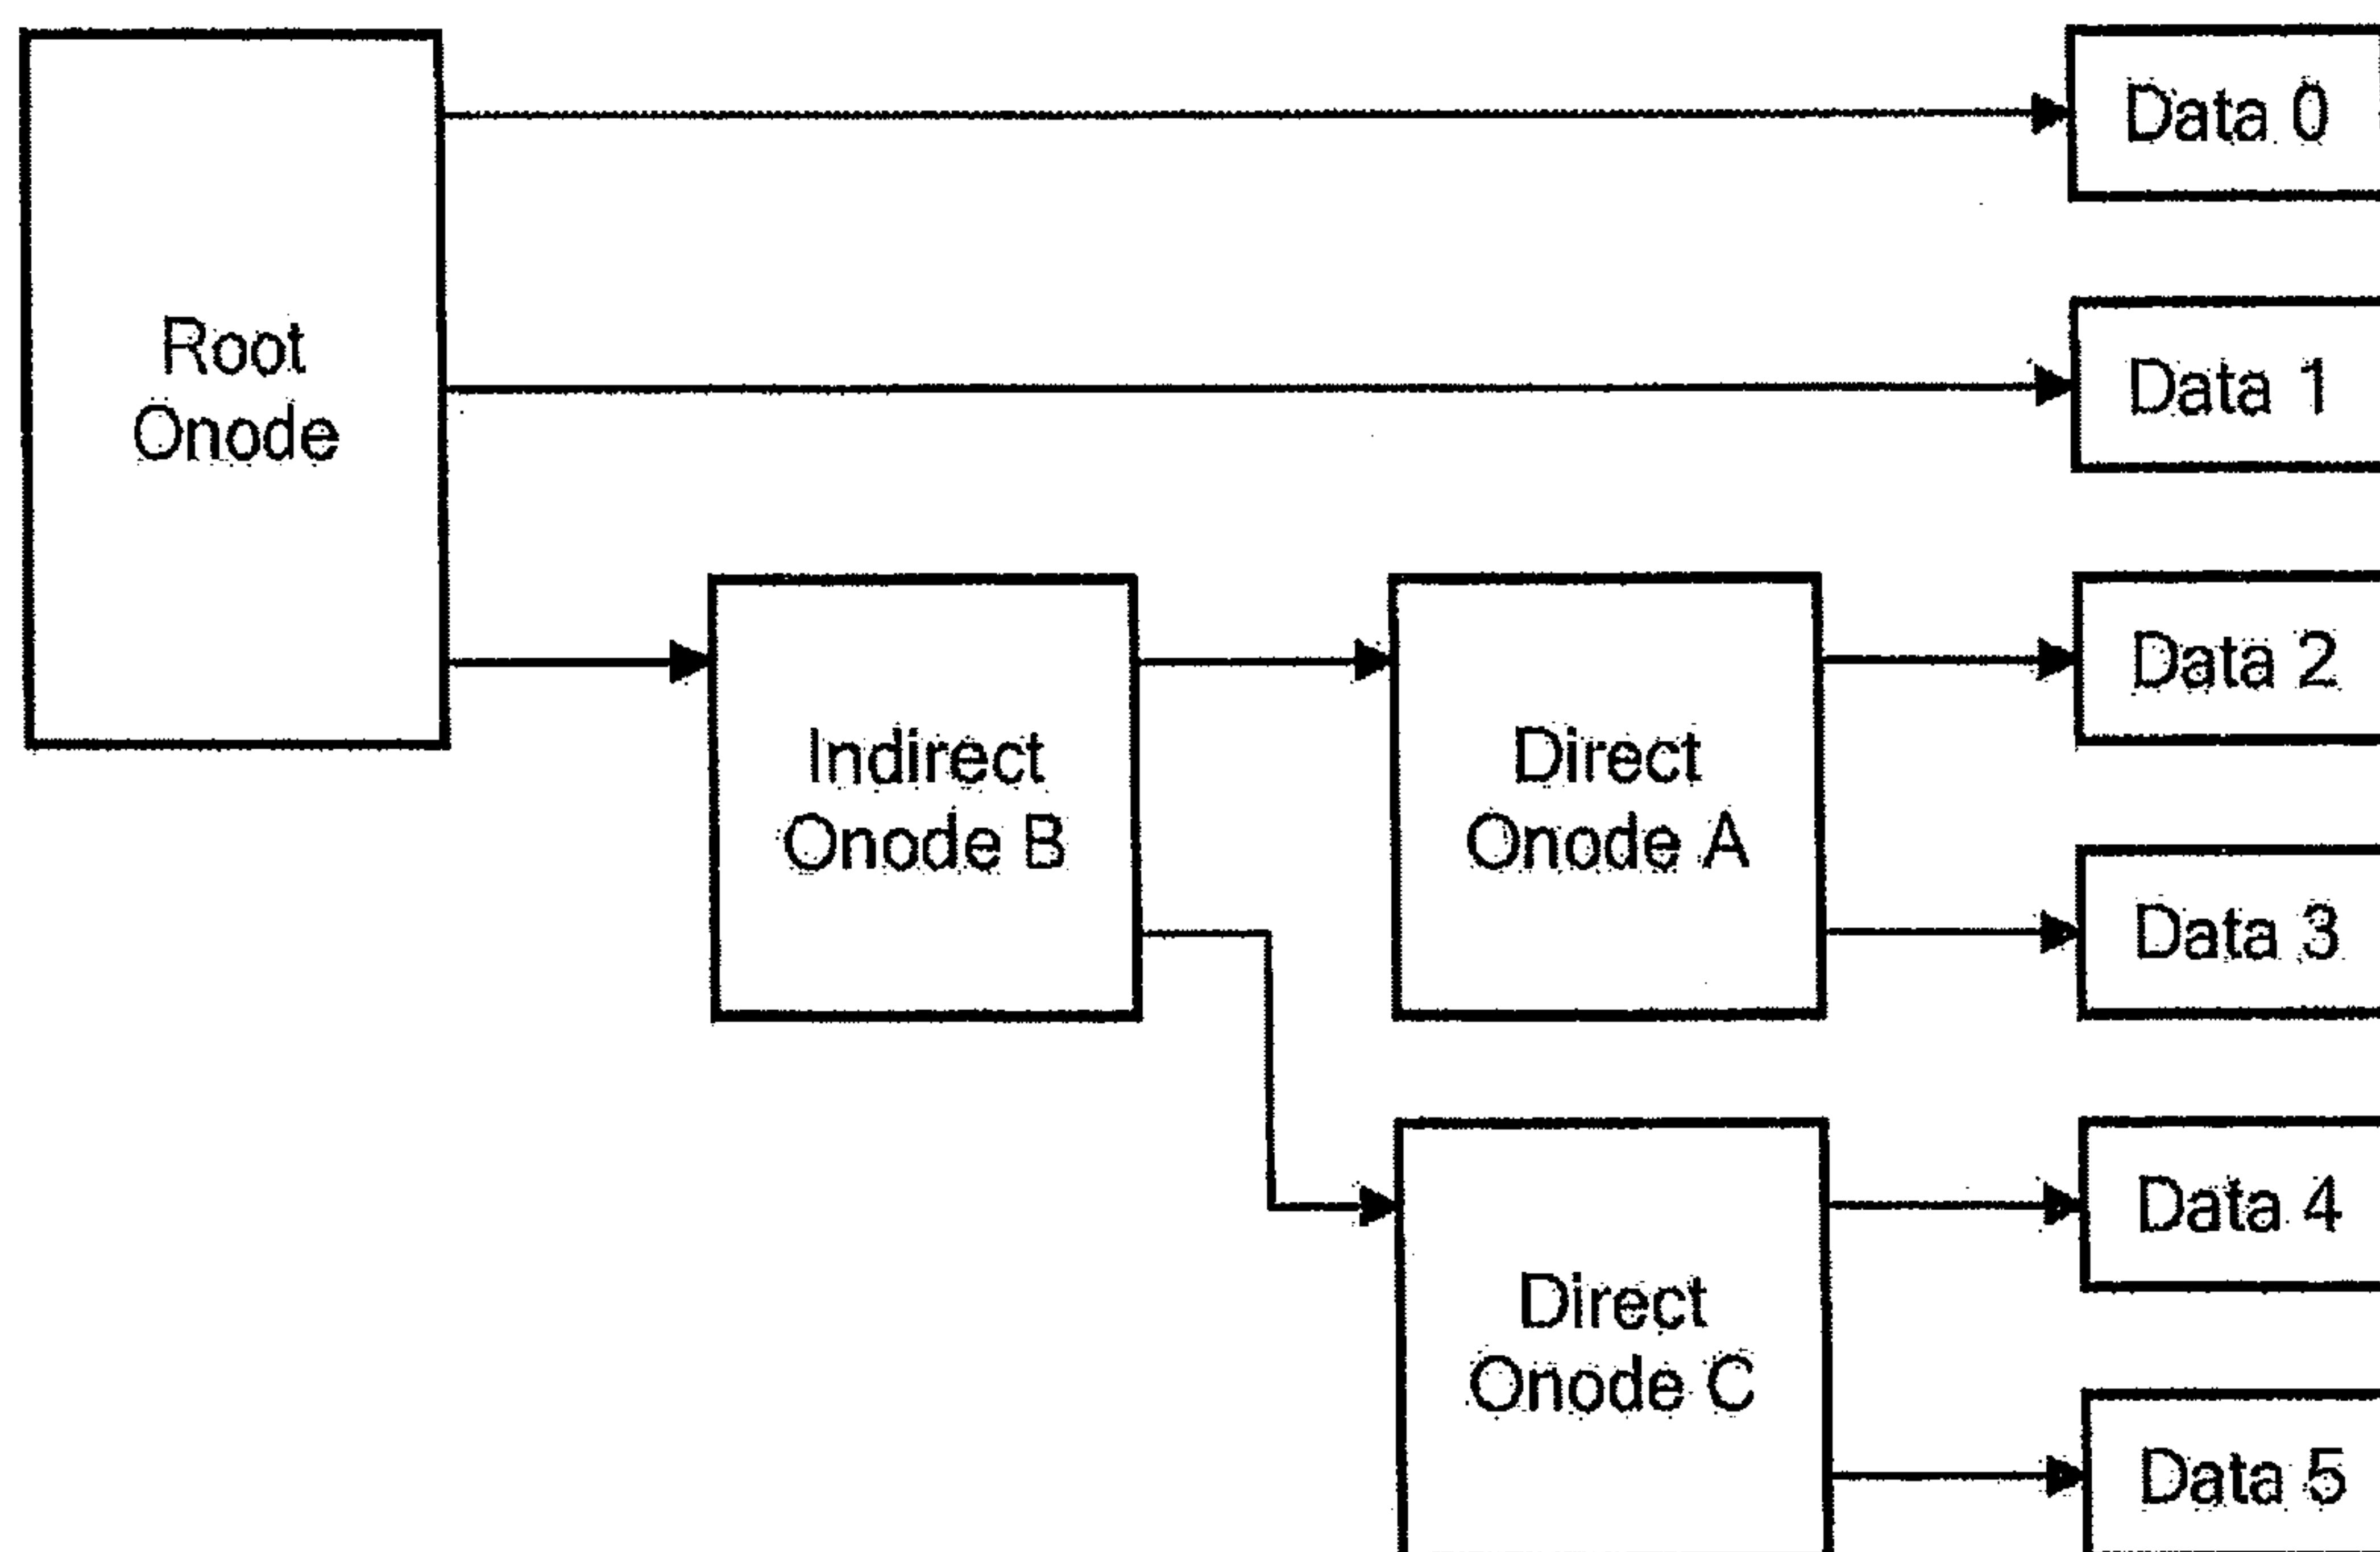 Data 0
Root
Onode
Data 1
Indirect
Onode B
Direct
Onode A
Data 2
Data 3
Direct
Onode C
Data 4
Data 5